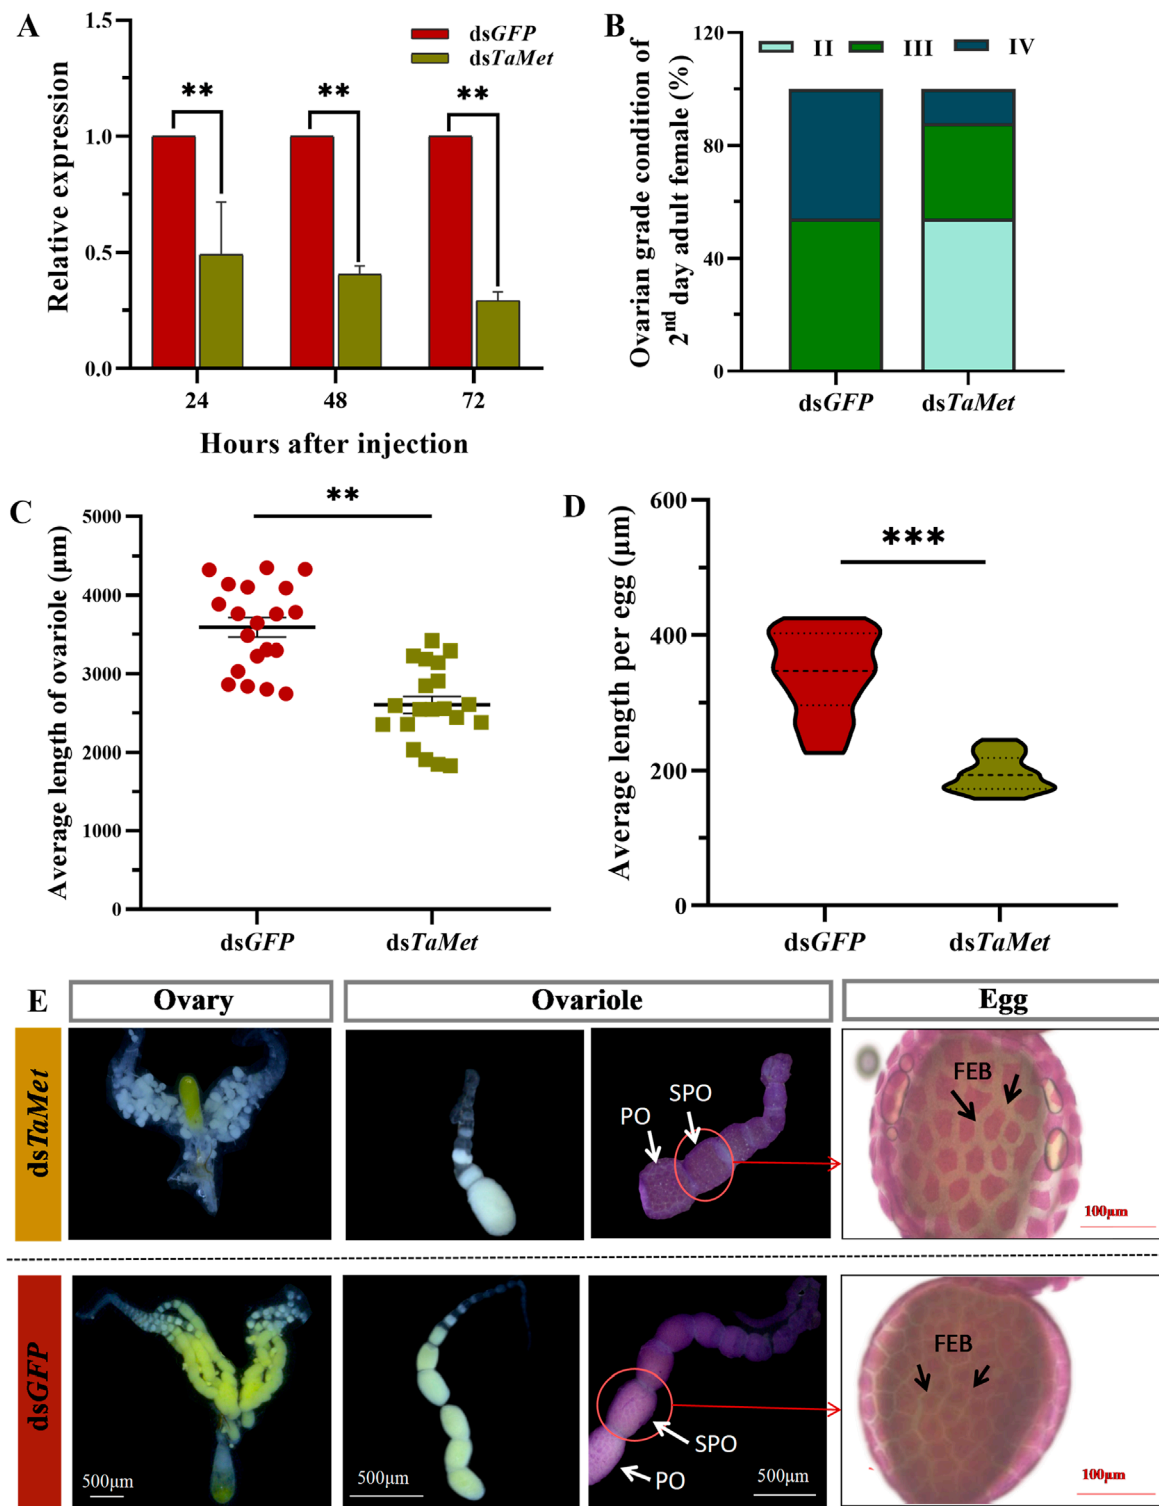 A
1.5
1.0
0.5
0.0
Relative expression
dsGFP
dsTaMet
**
**
**
24
48
72
Hours after injection
B
II
III
IV
120
80
40
0
Ovarian grade condition of
2nd day adult female (%)
dsGFP
dsTaMet
C
**
5000
4000
3000
2000
1000
0
Average length of ovariole (μm)
dsGFP
dsTaMet
D
***
600
400
200
0
Average length per egg (μm)
dsGFP
dsTaMet
E
Ovary
Ovariole
Egg
dsTaMet
PO
SPO
FEB
100μm
dsGFP
500μm
500μm
SPO
PO
500μm
FEB
100μm